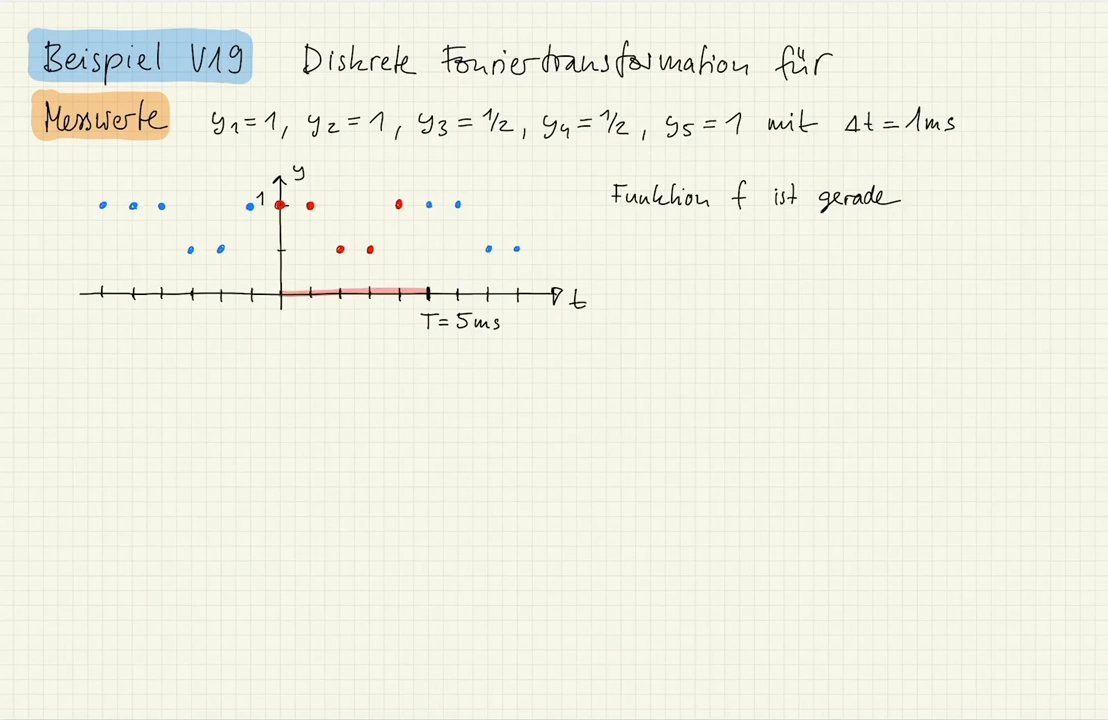 Beispiel V19 Diskrete Fouriertransformation für
Messwerte y₁=1, y₂=1, y₃=1/2, y₄=1/2, y₅=1 mit Δt=1ms
y
1
Funktion f ist gerade
t
T=5ms